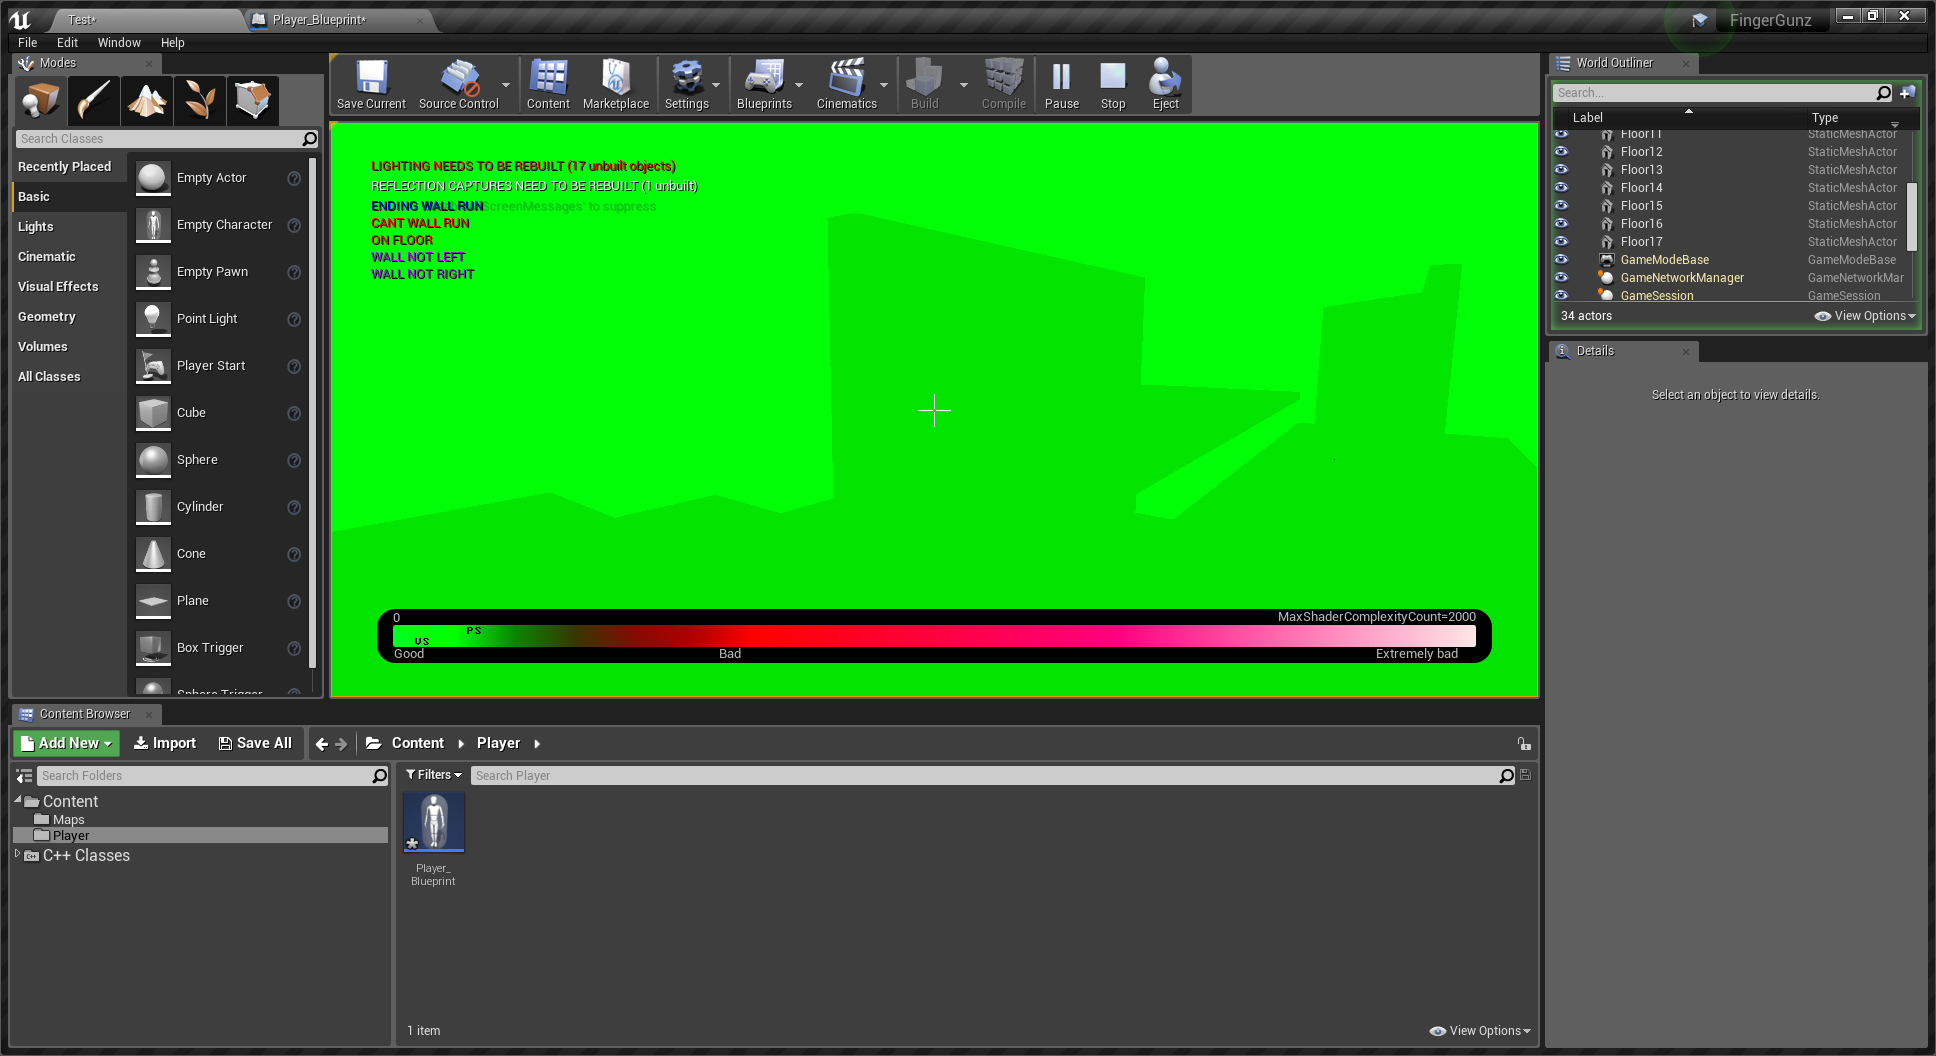 Test*
Player_Blueprint*
FingerGunz
File Edit Window Help
Modes
Search Classes
Recently Placed
Basic
Lights
Cinematic
Visual Effects
Geometry
Volumes
All Classes
Empty Actor
Empty Character
Empty Pawn
Point Light
Player Start
Cube
Sphere
Cylinder
Cone
Plane
Box Trigger
Sphere Trigger
Save Current
Source Control
Content
Marketplace
Settings
Blueprints
Cinematics
Build
Compile
Pause
Stop
Eject
LIGHTING NEEDS TO BE REBUILT (17 unbuilt objects)
REFLECTION CAPTURES NEED TO BE REBUILT (1 unbuilt)
ENDING WALL RUN ScreenMessages' to suppress
CANT WALL RUN
ON FLOOR
WALL NOT LEFT
WALL NOT RIGHT
0
MaxShaderComplexityCount=2000
VS
PS
Good
Bad
Extremely bad
World Outliner
Search...
Label Type
Floor11 StaticMeshActor
Floor12 StaticMeshActor
Floor13 StaticMeshActor
Floor14 StaticMeshActor
Floor15 StaticMeshActor
Floor16 StaticMeshActor
Floor17 StaticMeshActor
GameModeBase GameModeBase
GameNetworkManager GameNetworkMar
GameSession GameSession
34 actors
View Options
Details
Select an object to view details.
Content Browser
Add New Import Save All Content Player
Search Folders
Content
Maps
Player
C++ Classes
Filters
Search Player
Player_
Blueprint
1 item
View Options